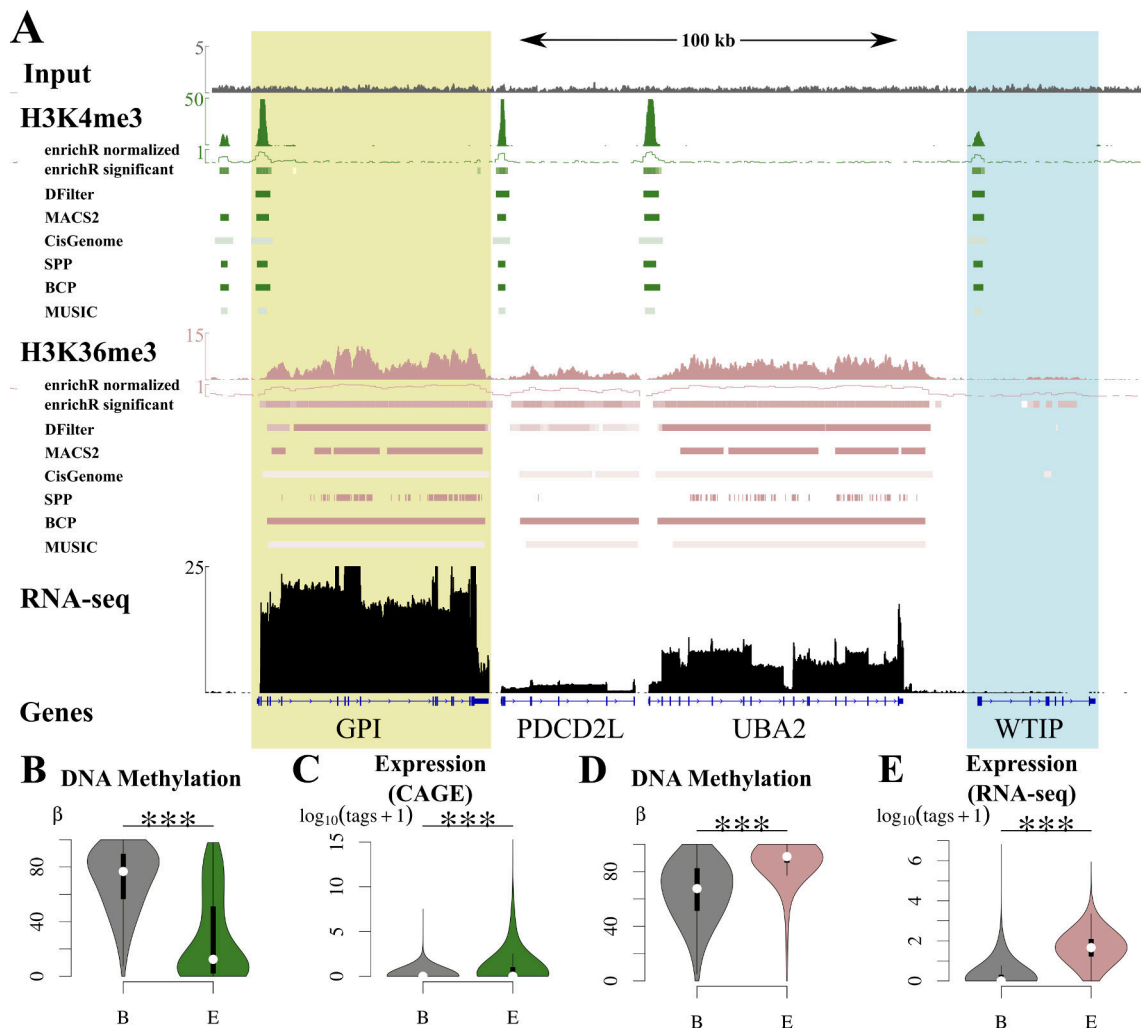 A
100 kb
5
Input
50
H3K4me3
enrichR normalized
1
enrichR significant
DFilter
MACS2
CisGenome
SPP
BCP
MUSIC
15
H3K36me3
enrichR normalized
1
enrichR significant
DFilter
MACS2
CisGenome
SPP
BCP
MUSIC
25
RNA-seq
Genes
GPI PDCD2L UBA2 WTIP
B DNA Methylation
β
***
0 40 80
B E
C Expression
(CAGE)
log10(tags + 1)
***
0 5 10 15
B E
D DNA Methylation
β
***
0 40 80
B E
E Expression
(RNA-seq)
log10(tags + 1)
***
0 2 4 6
B E